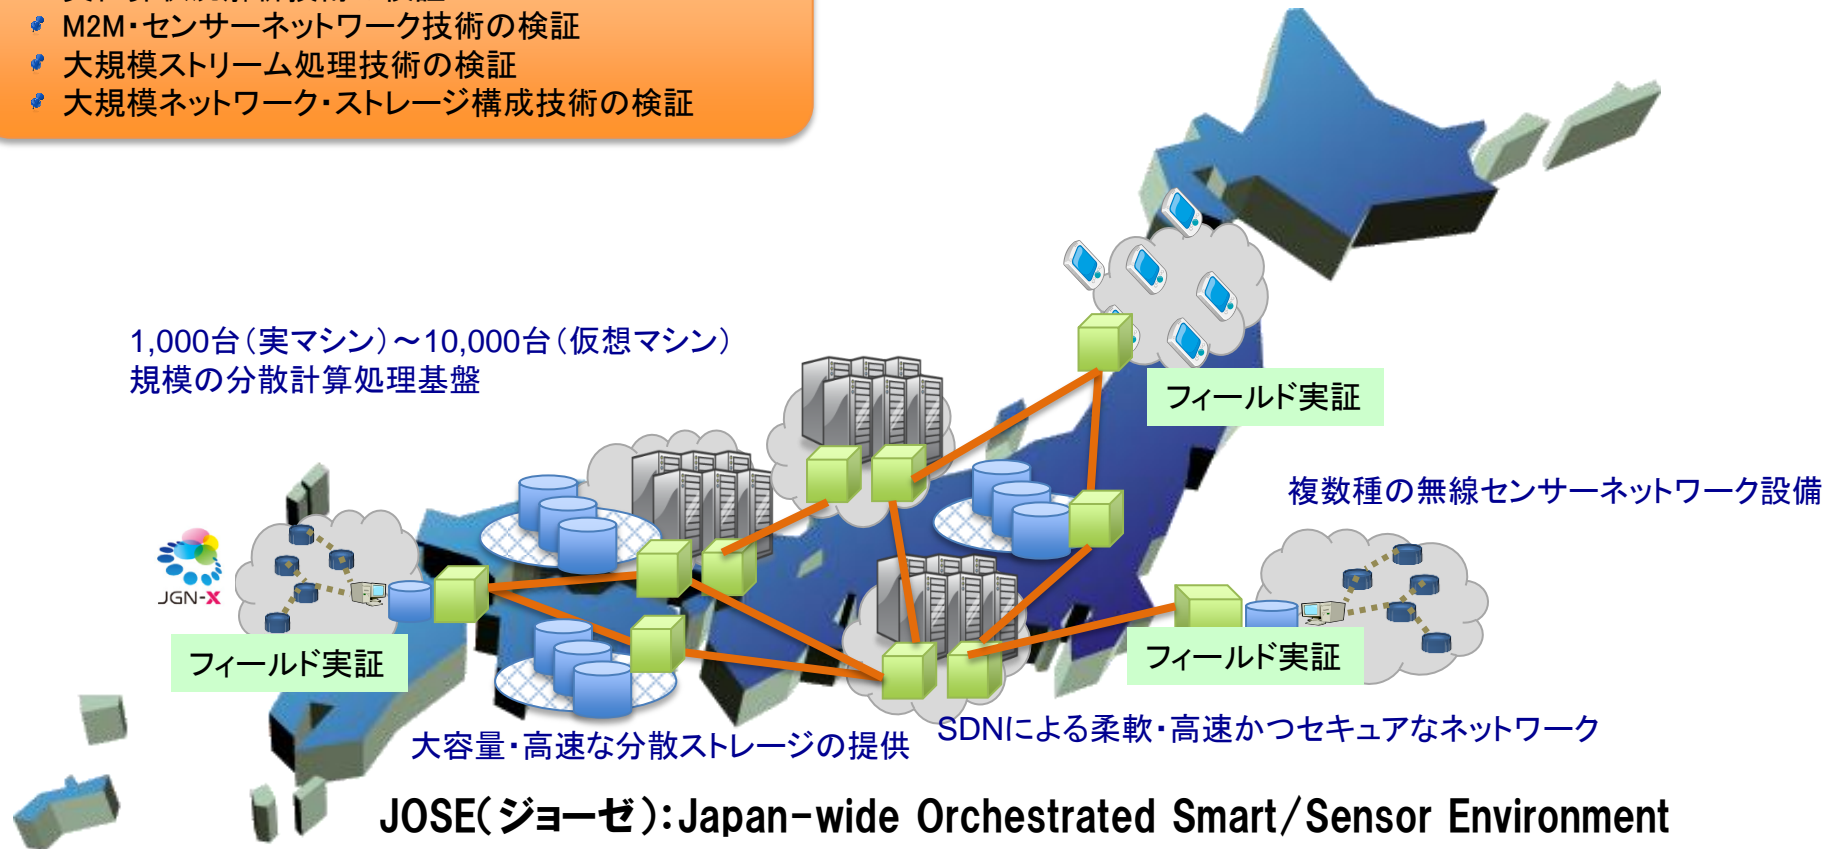 M2M・センサーネットワーク技術の検証
大規模ストリーム処理技術の検証
大規模ネットワーク・ストレージ構成技術の検証
1,000台（実マシン）～10,000台（仮想マシン）
規模の分散計算処理基盤
フィールド実証
複数種の無線センサーネットワーク設備
JGN-X
フィールド実証
フィールド実証
大容量・高速な分散ストレージの提供
SDNによる柔軟・高速かつセキュアなネットワーク
JOSE（ジョーゼ）：Japan-wide Orchestrated Smart/Sensor Environment